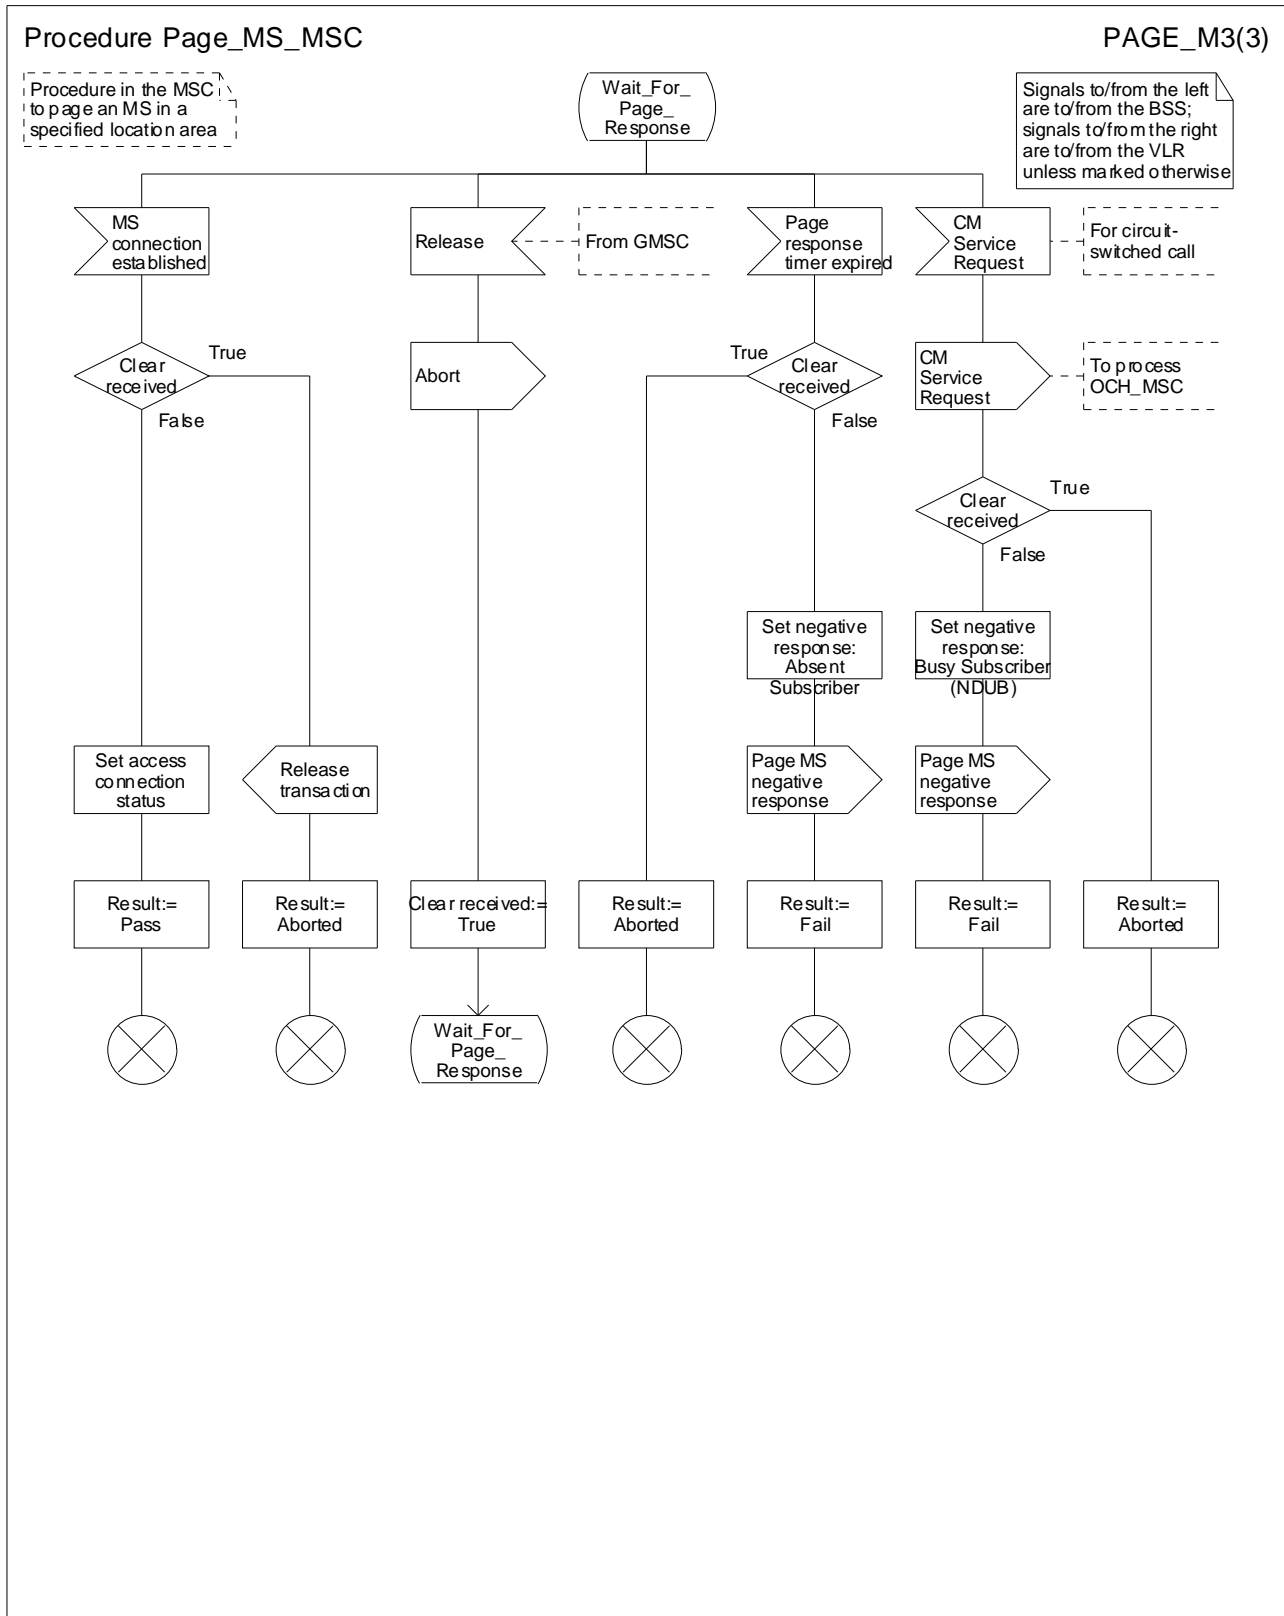 Procedure Page_MS_MSC
PAGE_M3(3)
Procedure in the MSC
to page an MS in a
specified location area
Wait_For_
Page_
Response
Signals to/from the left
are to/from the BSS;
signals to/from the right
are to/from the VLR
unless marked otherwise
MS
connection
established
Release
From GMSC
Page
response
timer expired
CM
Service
Request
For circuit-
switched call
Clear
received
True
False
Abort
True
Clear
received
False
CM
Service
Request
To process
OCH_MSC
Clear
received
True
False
Set negative
response:
Absent
Subscriber
Set negative
response:
Busy Subscriber
(NDUB)
Set access
connection
status
Release
transaction
Page MS
negative
response
Page MS
negative
response
Result:=
Pass
Result:=
Aborted
Clear received:=
True
Result:=
Aborted
Result:=
Fail
Result:=
Fail
Result:=
Aborted
Wait_For_
Page_
Response